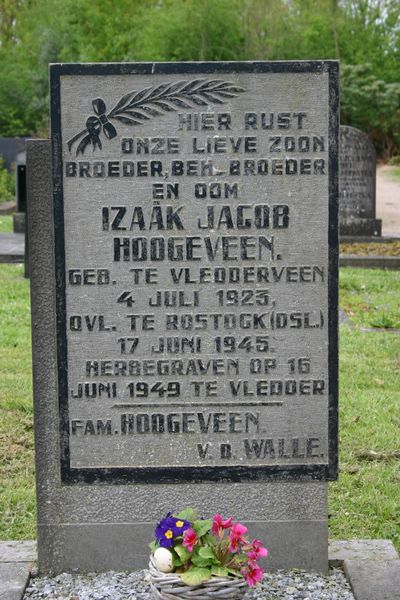 HIER RUST
ONZE LIEVE ZOON
BROEDER, BEH. BROEDER
EN OOM
IZAÄK JACOB
HOOGEVEEN.
GEB. TE VLEDDERVEEN
4 JULI 1923,
OVL. TE ROSTOCK (DSL.)
17 JUNI 1945.
HERBEGRAVEN OP 16
JUNI 1949 TE VLEDDER
FAM. HOOGEVEEN.
V. D. WALLE.